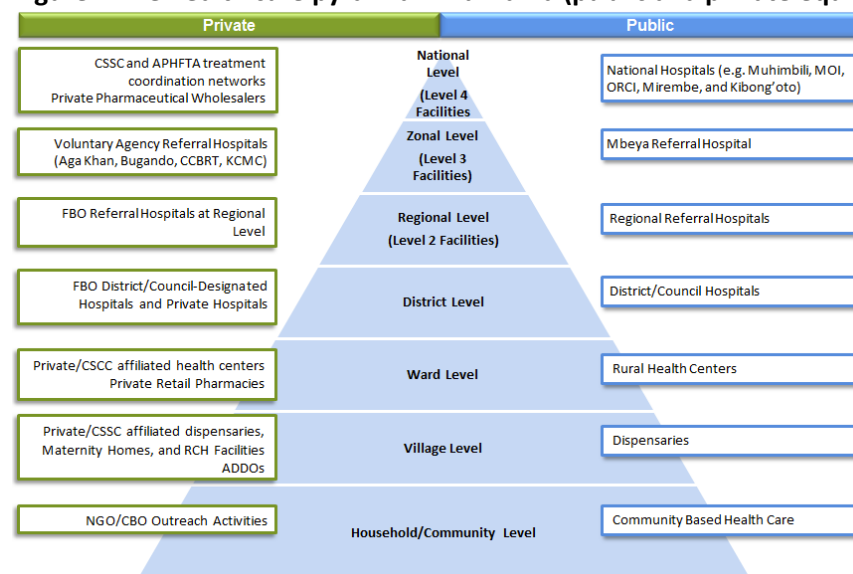 (public and private
Private
Public
CSSC and APHFTA treatment
coordination networks
Private Pharmaceutical Wholesalers
National
Level
(Level 4
Facilities
National Hospitals (e.g. Muhimbili, MOI,
ORCI, Mirembe, and Kibong'oto)
Voluntary Agency Referral Hospitals
(Aga Khan, Bugando, CCBRT, KCMC)
Zonal Level
(Level 3
Facilities)
Mbeya Referral Hospital
FBO Referral Hospitals at Regional
Level
Regional Level
(Level 2 Facilities)
Regional Referral Hospitals
FBO District/Council-Designated
Hospitals and Private Hospitals
District Level
District/Council Hospitals
Private/CSCC affiliated health centers
Private Retail Pharmacies
Ward Level
Rural Health Centers
Private/CSSC affiliated dispensaries,
Maternity Homes, and RCH Facilities
ADDOs
Village Level
Dispensaries
NGO/CBO Outreach Activities
Household/Community Level
Community Based Health Care